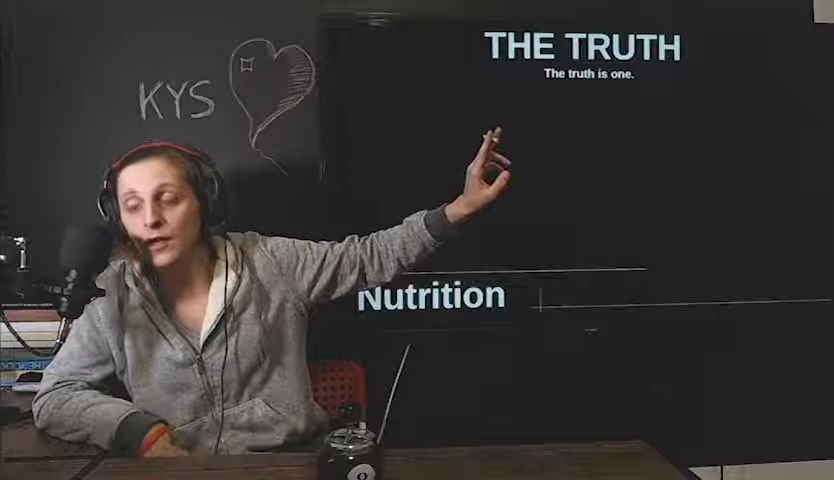 THE TRUTH
The truth is one.
KYS
Nutrition
8